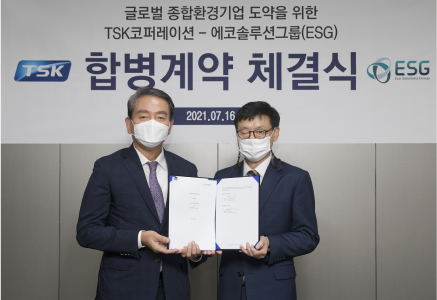 글로벌 종합환경기업 도약을 위한
TSK코퍼레이션 – 에코솔루션그룹(ESG)
TSK 합병계약 체결식 ESG
Eco Solution Group
2021.07.16